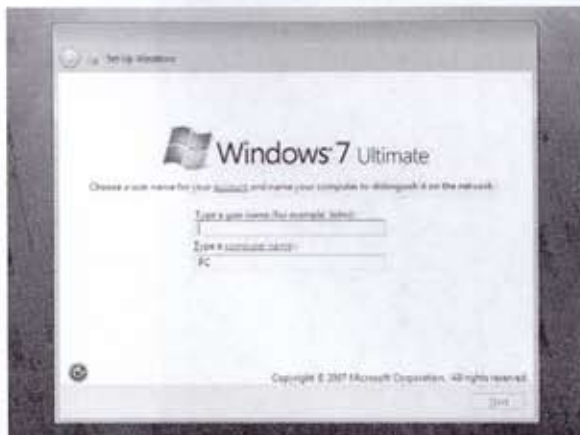 Set Up Windows
Windows 7 Ultimate
Choose a user name for your account and name your computer to distinguish it on the network.
Type a user name (for example, John):
Type a computer name:
PC
Copyright © 2007 Microsoft Corporation. All rights reserved.
Next